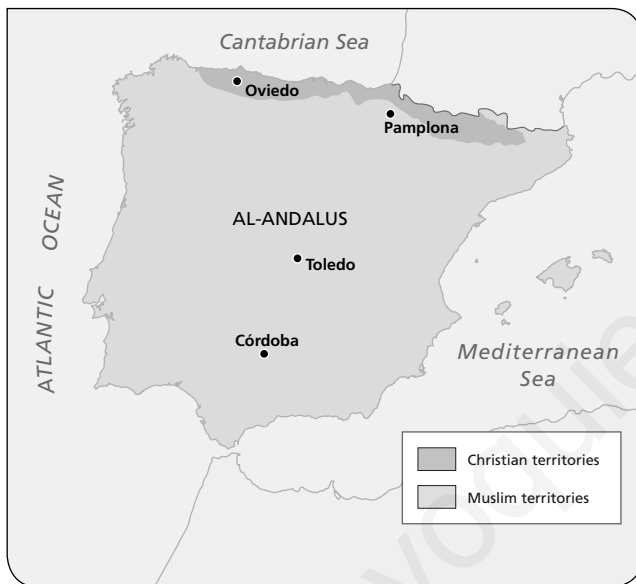 Cantabrian Sea
Oviedo
Pamplona
ATLANTIC OCEAN
AL-ANDALUS
Toledo
Córdoba
Mediterranean
Sea
Christian territories
Muslim territories